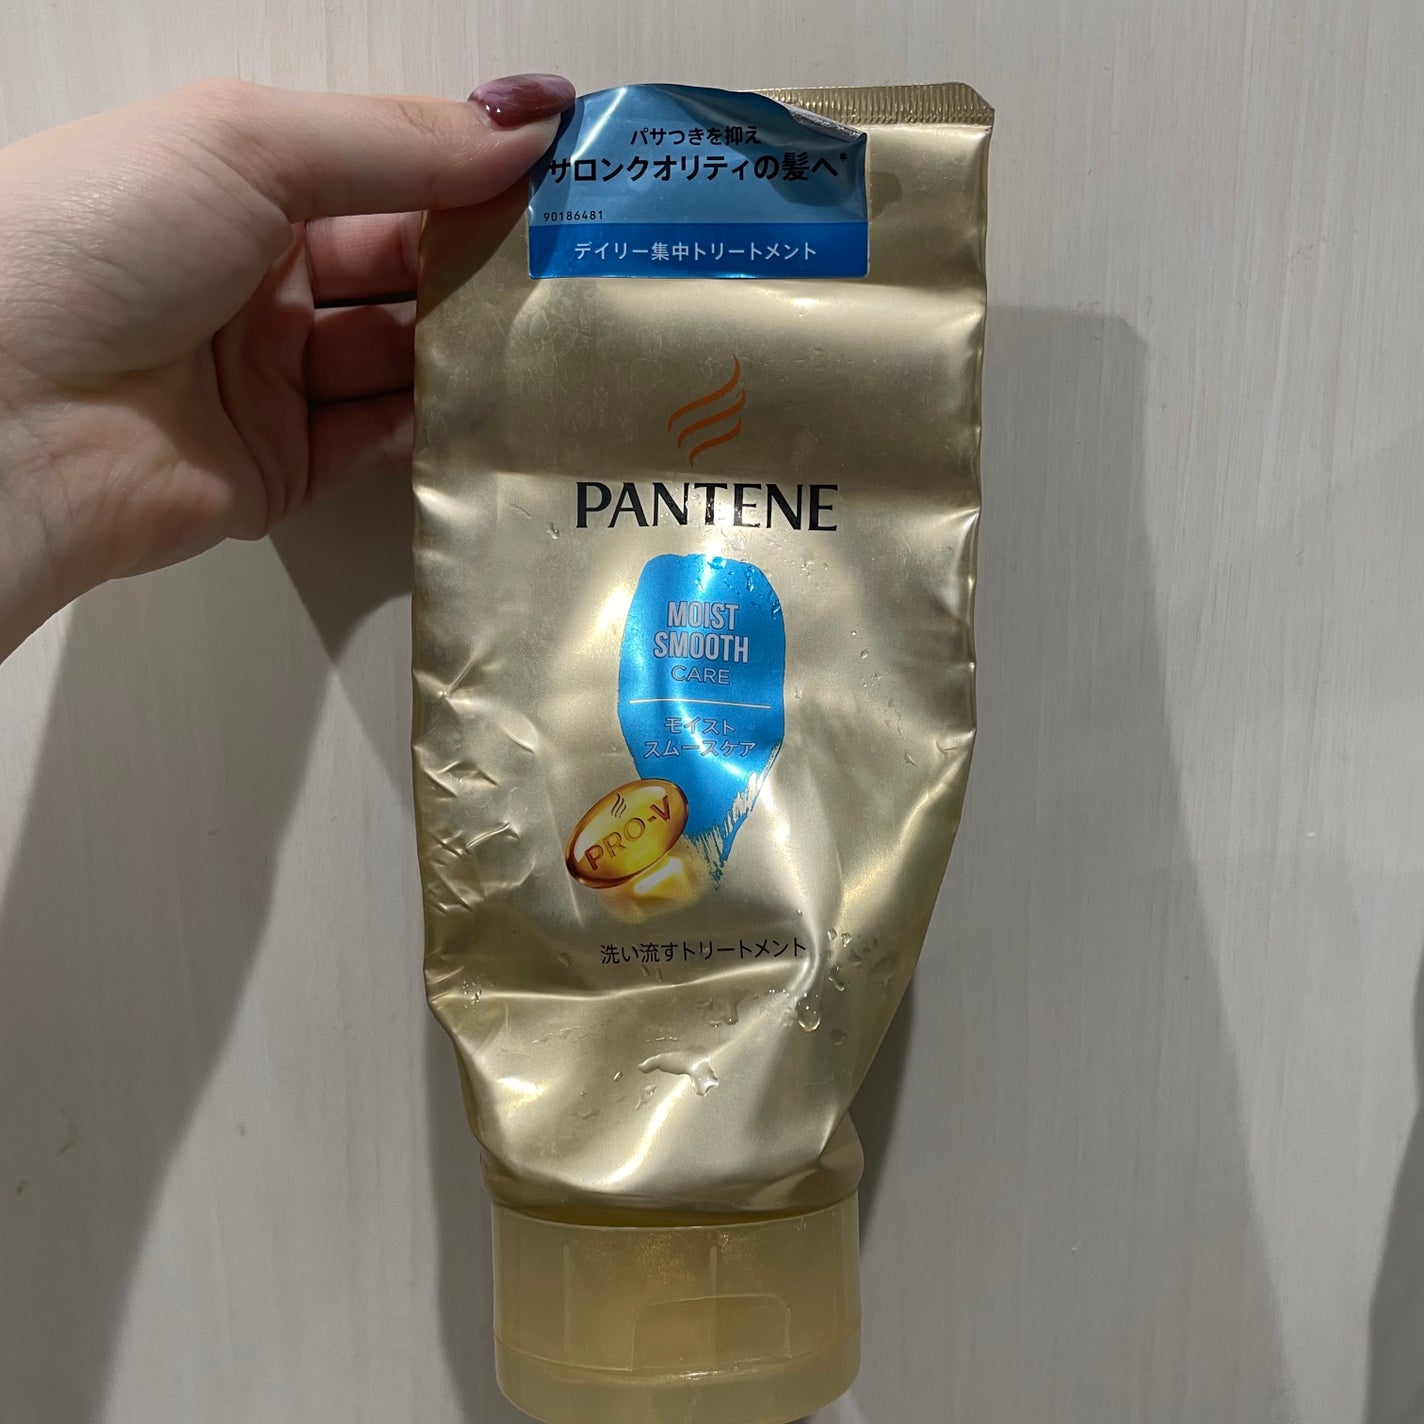 パサつきを抑え
サロンクオリティの髪へ*
90186481
デイリー集中トリートメント
PANTENE
MOIST
SMOOTH
CARE
モイスト
スムースケア
PRO-V
洗い流すトリートメント